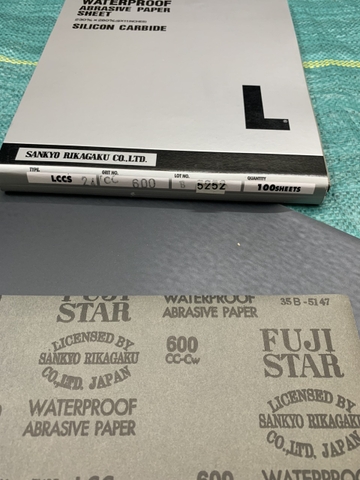 WATERPROOF
ABRASIVE PAPER
SHEET
SILICON CARBIDE
L
SANKYO RIKAGAKU CO.,LTD.
TYPE. GRIT NO. LOT NO. QUANTITY
LCCS CC 600 5252 100SHEETS
FUJI
STAR
LICENSED BY
SANKYO RIKAGAKU
CO.,LTD. JAPAN
WATERPROOF
ABRASIVE PAPER
35B-5147
600
CC-Cw
FUJI
STAR
LICENSED BY
SANKYO RIKAGAKU
CO.,LTD. JAPAN
WATERPROOF
ABRASIVE PAPER
600
WATERPROOF